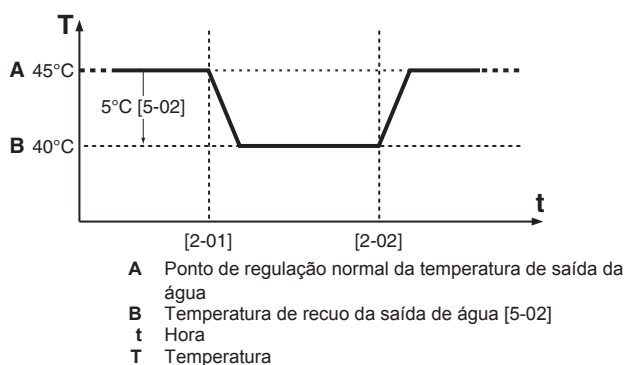 T
A 45°C
5°C [5-02]
B 40°C
t
[2-01] [2-02]
A Ponto de regulação normal da temperatura de saída da
água
B Temperatura de recuo da saída de água [5-02]
t Hora
T Temperatura